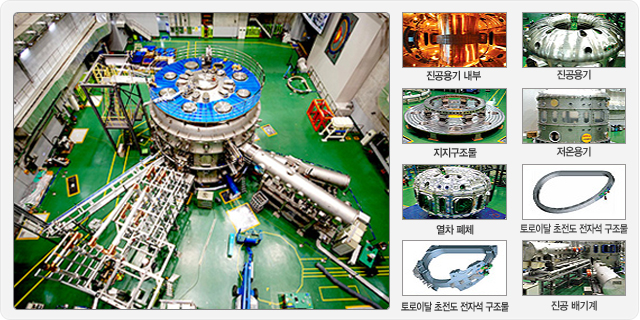 진공용기 내부
진공용기
지지구조물
저온용기
열차 폐체
토로이달 초전도 전자석 구조물
토로이달 초전도 전자석 구조물
진공 배기계